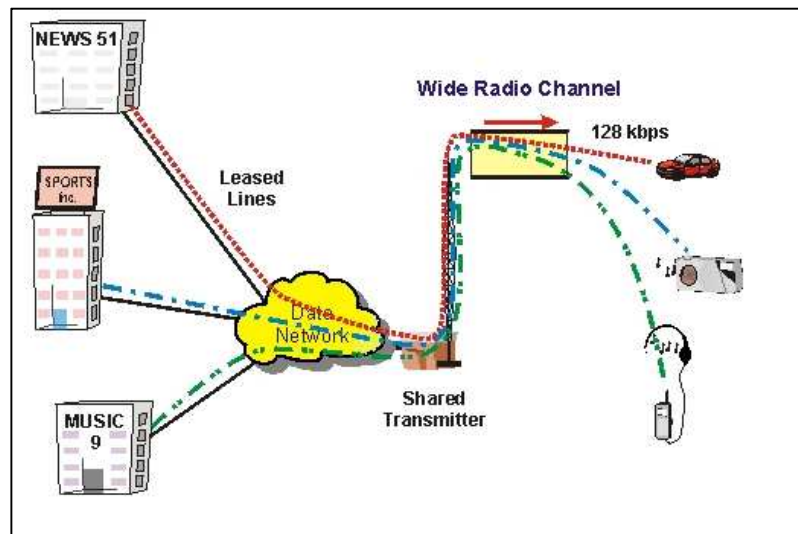 NEWS 51
Wide Radio Channel
128 kbps
SPORTS
inc.
Leased
Lines
Data
Network
Shared
Transmitter
MUSIC
9